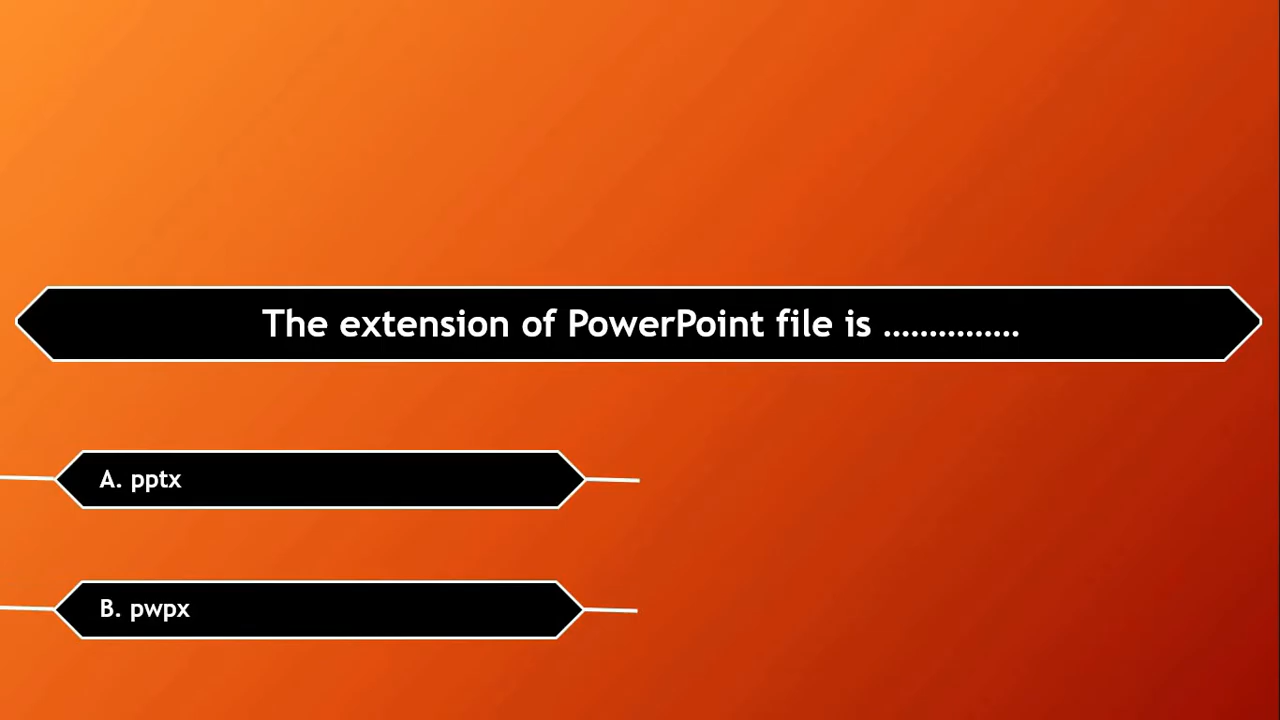 The extension of PowerPoint file is ...............
A. pptx
B. pwpx